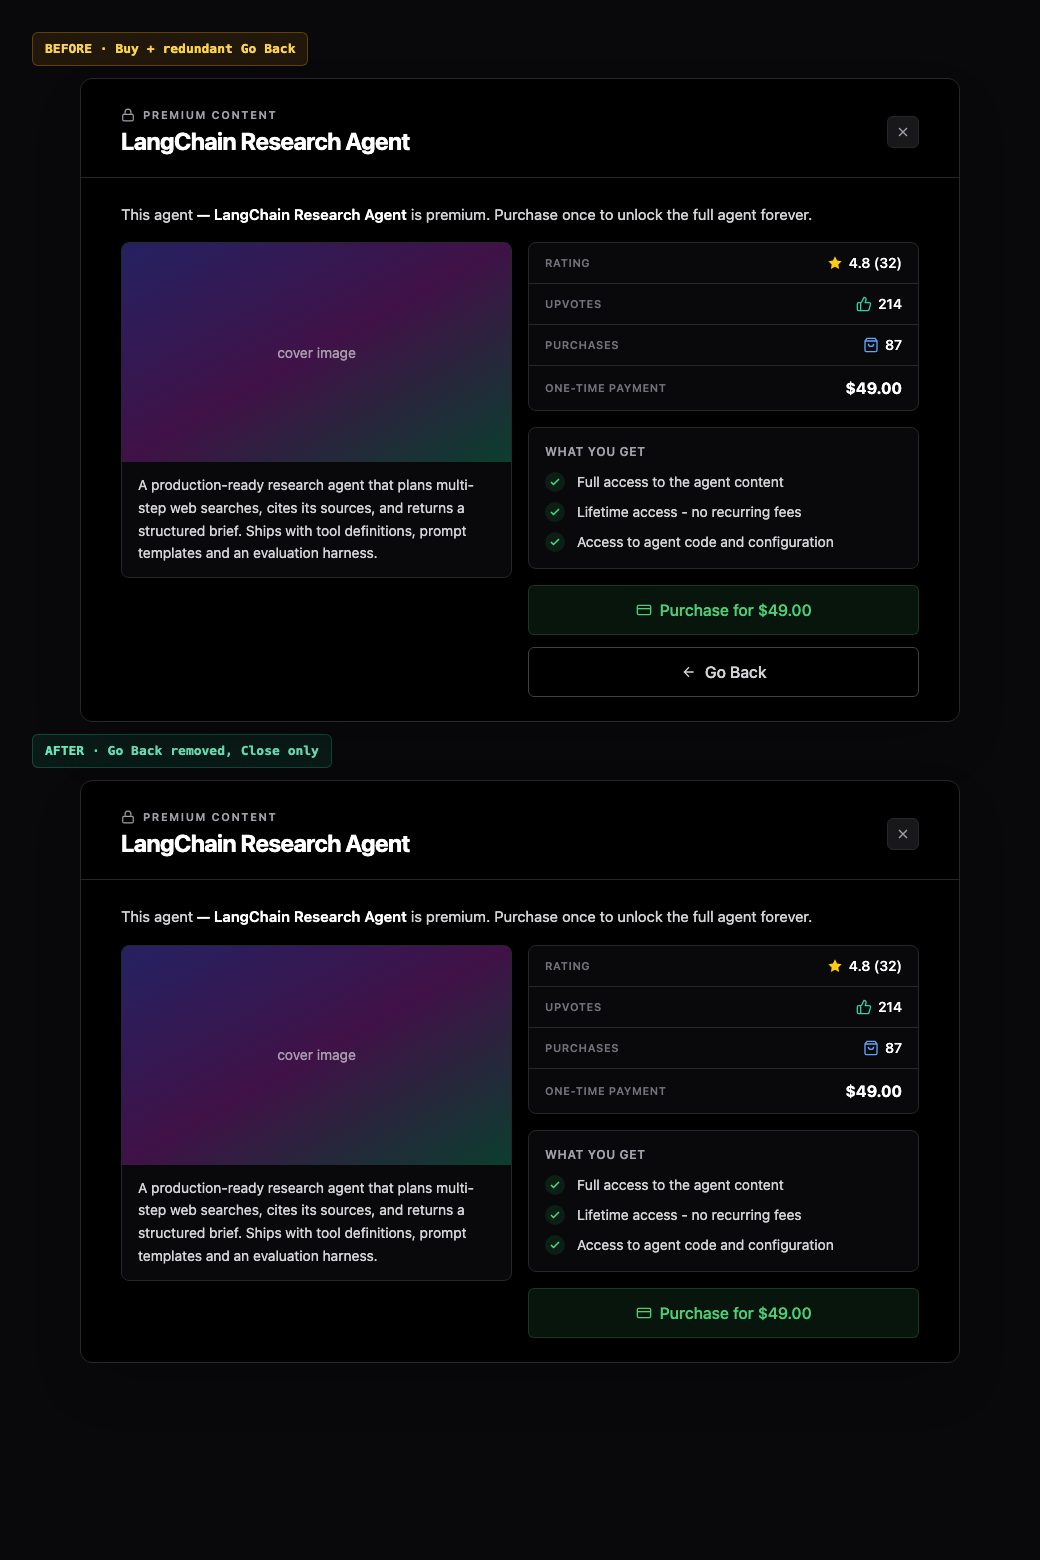 BEFORE · Buy + redundant Go Back
PREMIUM CONTENT
LangChain Research Agent
This agent — LangChain Research Agent is premium. Purchase once to unlock the full agent forever.
cover image
A production-ready research agent that plans multi-
step web searches, cites its sources, and returns a
structured brief. Ships with tool definitions, prompt
templates and an evaluation harness.
RATING 4.8 (32)
UPVOTES 214
PURCHASES 87
ONE-TIME PAYMENT $49.00
WHAT YOU GET
Full access to the agent content
Lifetime access - no recurring fees
Access to agent code and configuration
Purchase for $49.00
Go Back
AFTER · Go Back removed, Close only
PREMIUM CONTENT
LangChain Research Agent
This agent — LangChain Research Agent is premium. Purchase once to unlock the full agent forever.
cover image
A production-ready research agent that plans multi-
step web searches, cites its sources, and returns a
structured brief. Ships with tool definitions, prompt
templates and an evaluation harness.
RATING 4.8 (32)
UPVOTES 214
PURCHASES 87
ONE-TIME PAYMENT $49.00
WHAT YOU GET
Full access to the agent content
Lifetime access - no recurring fees
Access to agent code and configuration
Purchase for $49.00